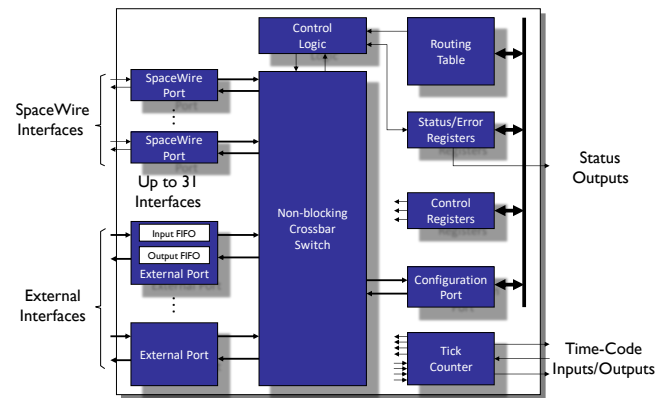 Control
Logic
Routing
Table
SpaceWire
Port
SpaceWire
Interfaces
SpaceWire
Port
Status/Error
Registers
Status
Outputs
Up to 31
Interfaces
Non-blocking
Crossbar
Switch
Control
Registers
Input FIFO
Output FIFO
External Port
Configuration
Port
External
Interfaces
External Port
Tick
Counter
Time-Code
Inputs/Outputs